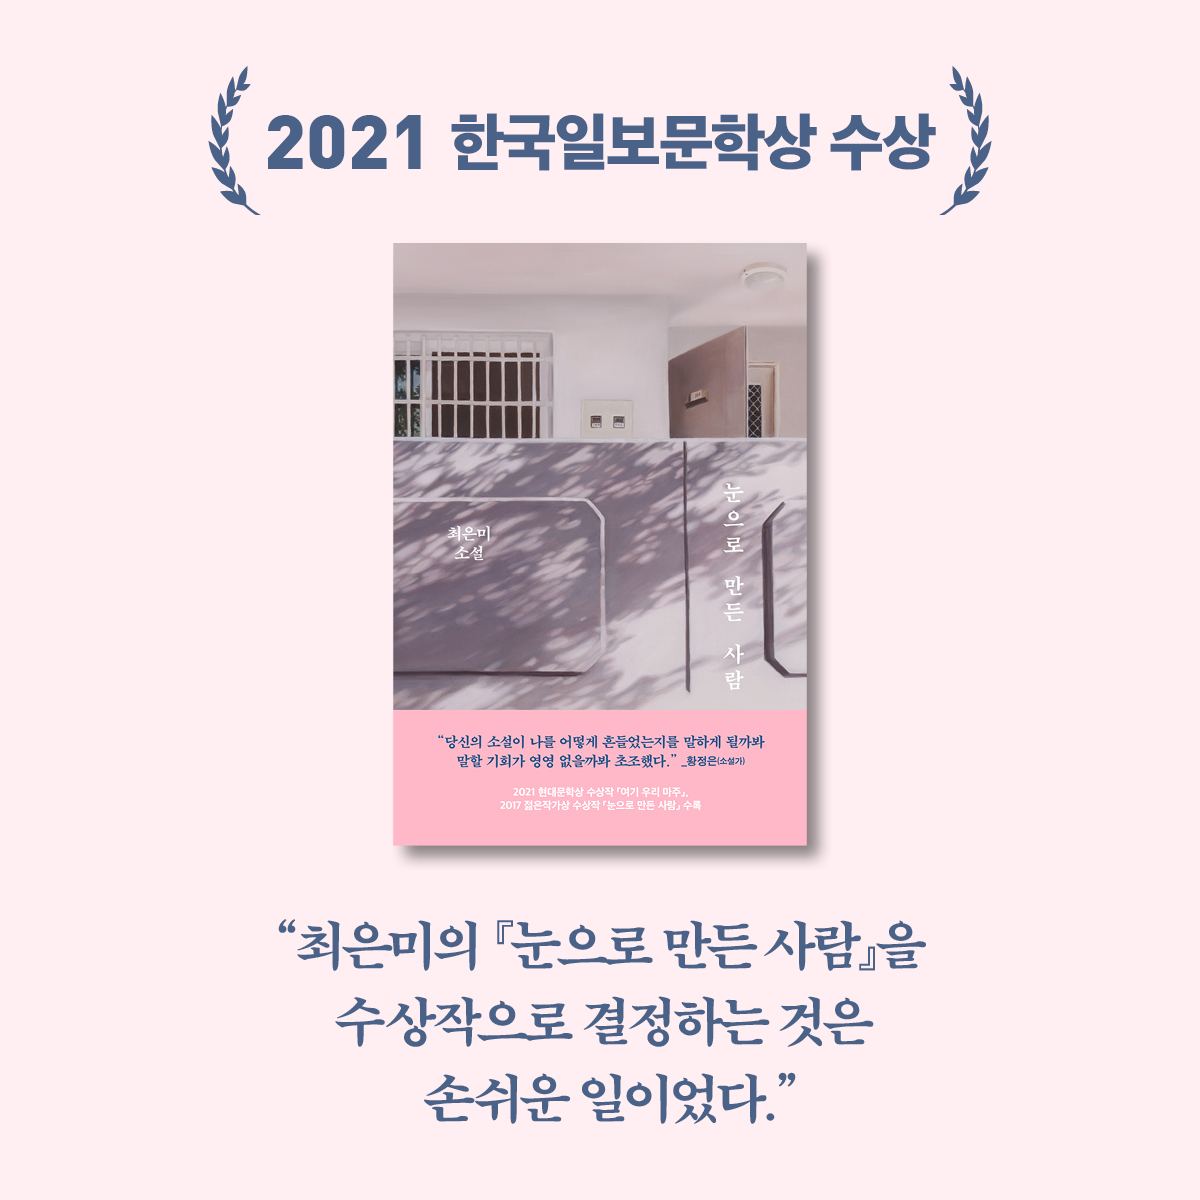 2021 한국일보문학상 수상
최은미
소설
눈으로 만든 사람
“당신의 소설이 나를 어떻게 흔들었는지를 말하게 될까봐
말할 기회가 영영 없을까봐 초조했다.” _황정은(소설가)
2021 현대문학상 수상작 「여기 우리 마주」,
2017 젊은작가상 수상작 「눈으로 만든 사람」 수록
“최은미의 『눈으로 만든 사람』을
수상작으로 결정하는 것은
손쉬운 일이었다.”